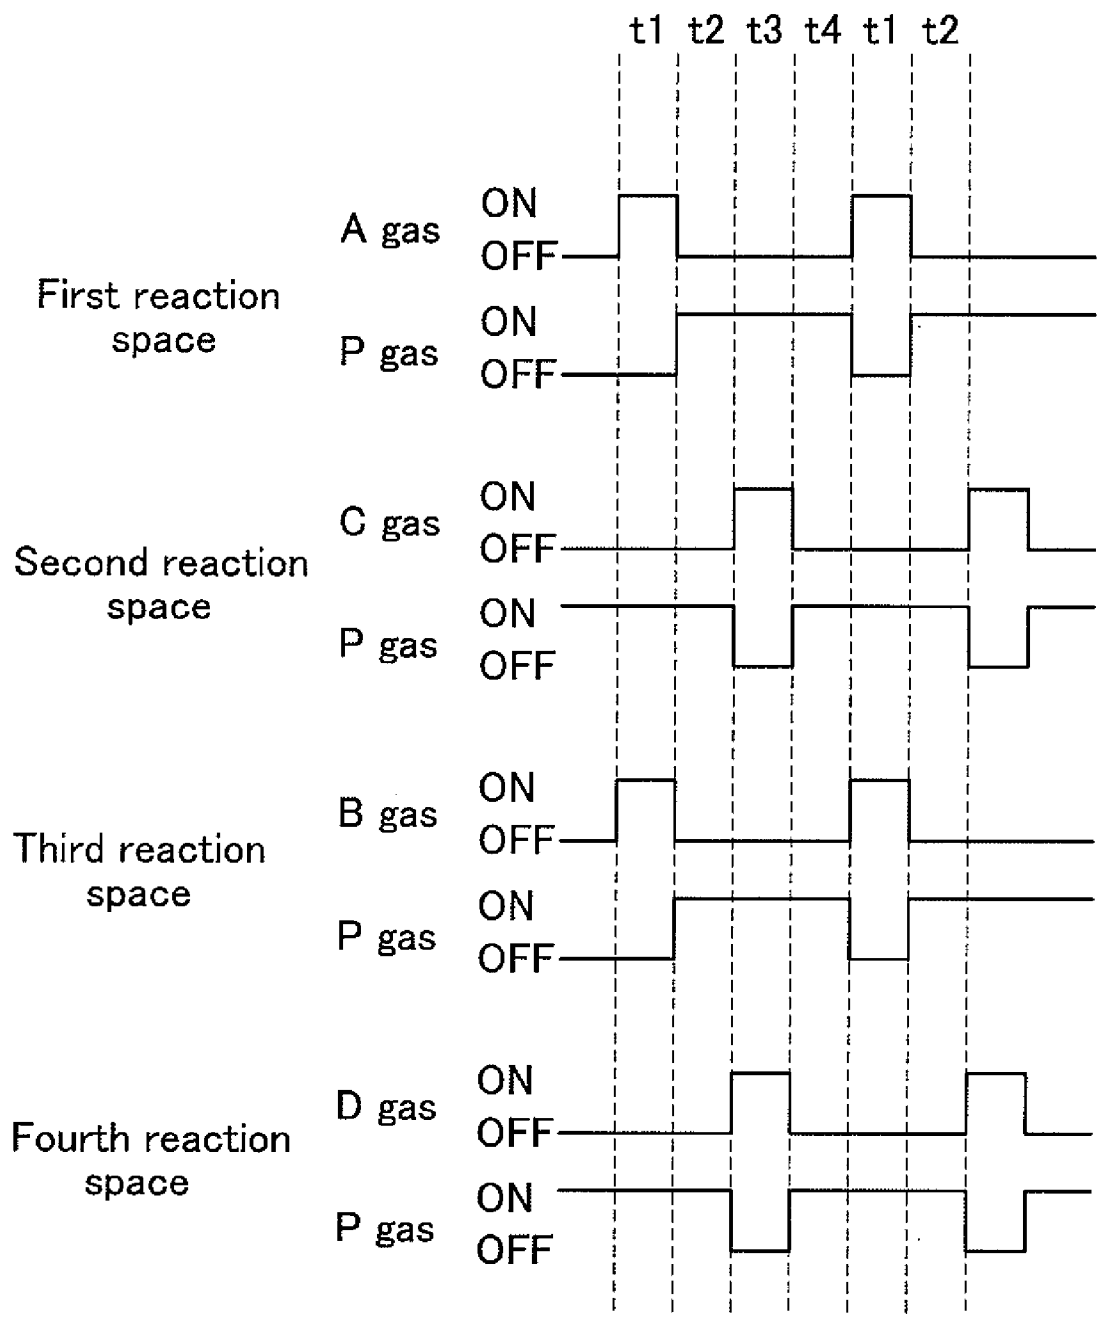 t1 t2 t3 t4 t1 t2
First reaction
space
A gas
ON
OFF
P gas
ON
OFF
Second reaction
space
C gas
ON
OFF
P gas
ON
OFF
Third reaction
space
B gas
ON
OFF
P gas
ON
OFF
Fourth reaction
space
D gas
ON
OFF
P gas
ON
OFF